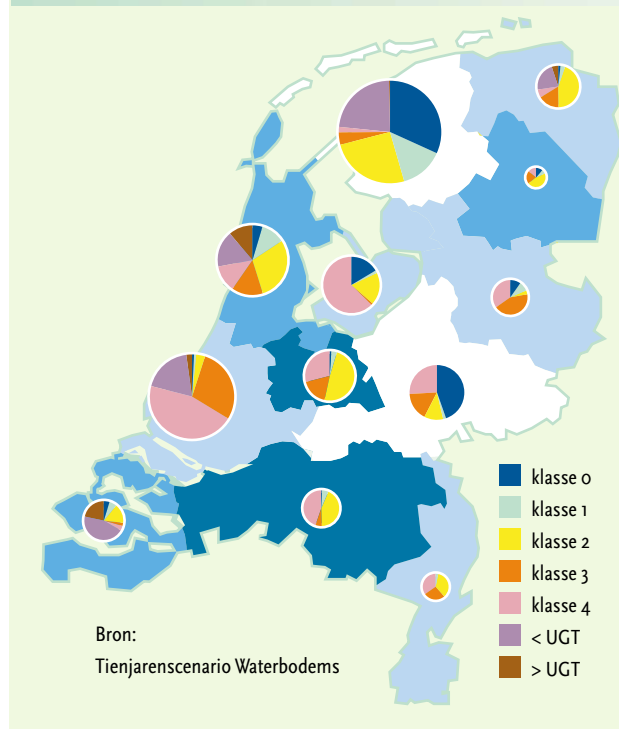 klasse 0
klasse 1
klasse 2
klasse 3
klasse 4
< UGT
> UGT
Bron:
Tienjarenscenario Waterbodems